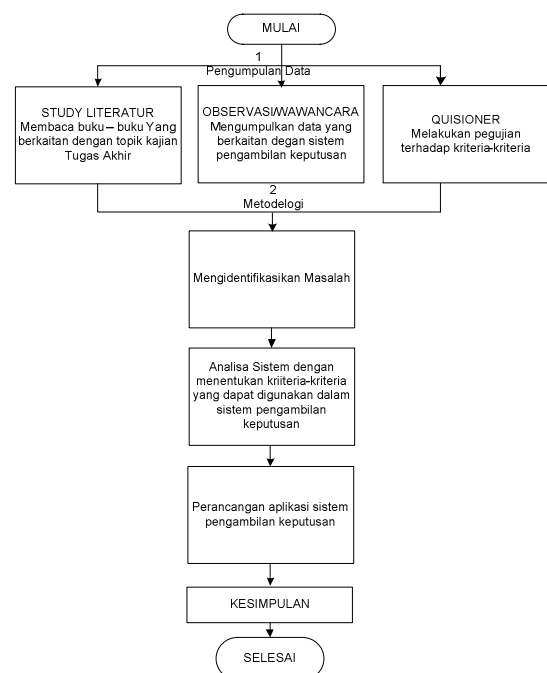 MULAI
1
Pengumpulan Data
STUDY LITERATUR
Membaca buku – buku Yang
berkaitan dengan topik kajian
Tugas Akhir
OBSERVASI/WAWANCARA
Mengumpulkan data yang
berkaitan degan sistem
pengambilan keputusan
QUISIONER
Melakukan pegujian
terhadap kriteria-kriteria
2
Metodelogi
Mengidentifikasikan Masalah
Analisa Sistem dengan
menentukan kriiteria-kriteria
yang dapat digunakan dalam
sistem pengambilan
keputusan
Perancangan aplikasi sistem
pengambilan keputusan
KESIMPULAN
SELESAI